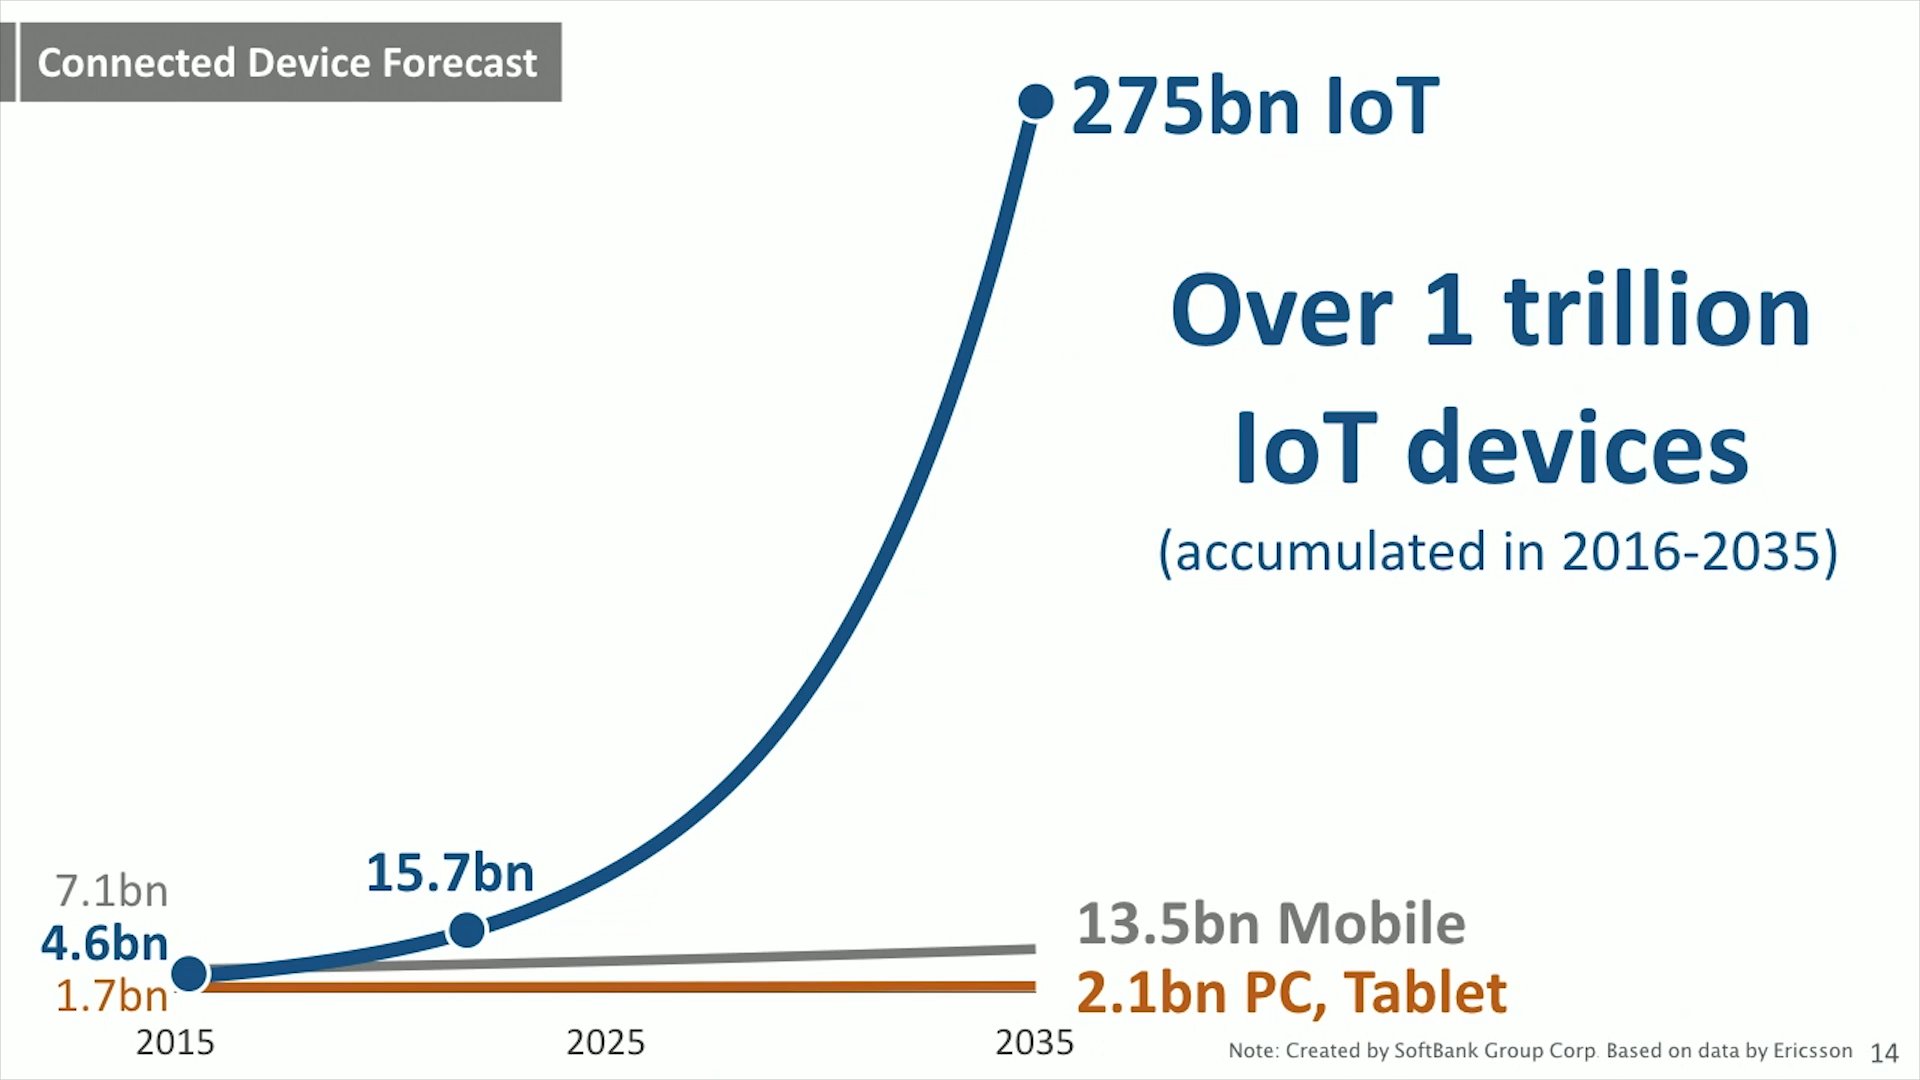 Connected Device Forecast
275bn IoT
Over 1 trillion
IoT devices
(accumulated in 2016-2035)
15.7bn
7.1bn
4.6bn
1.7bn
13.5bn Mobile
2.1bn PC, Tablet
2015
2025
2035
Note: Created by SoftBank Group Corp. Based on data by Ericsson
14